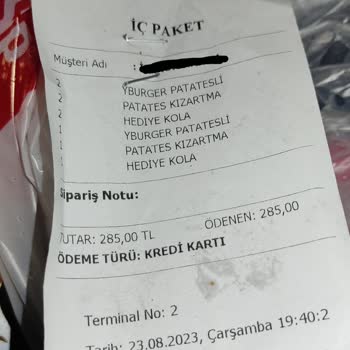 İÇ PAKET
Müşteri Adı :
2 YBURGER PATATESLİ
2 PATATES KIZARTMA
2 HEDİYE KOLA
1 YBURGER PATATESLİ
1 PATATES KIZARTMA
HEDİYE KOLA
Sipariş Notu:
TUTAR: 285,00 TL ÖDENEN: 285,00
ÖDEME TÜRÜ: KREDİ KARTI
Terminal No: 2
Tarih: 23.08.2023, Çarşamba 19:40:2